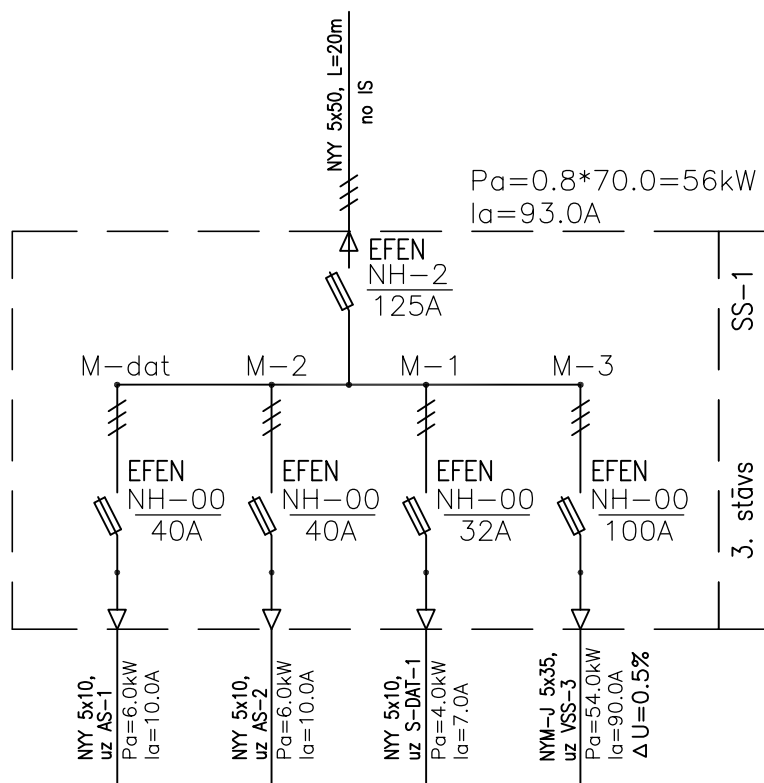 NYY 5x50, L=20m
no IS
Pa=0.8*70.0=56kW
Ia=93.0A
EFEN
NH-2
125A
SS-1
M-dat
M-2
M-1
M-3
EFEN
NH-00
40A
EFEN
NH-00
40A
EFEN
NH-00
32A
EFEN
NH-00
100A
3. stāvs
NYY 5x10,
uz AS-1
Pa=6.0kW
Ia=10.0A
NYY 5x10,
uz AS-2
Pa=6.0kW
Ia=10.0A
NYY 5x10,
uz S-DAT-1
Pa=4.0kW
Ia=7.0A
NYM-J 5x35,
uz VSS-3
Pa=54.0kW
Ia=90.0A
ΔU=0.5%